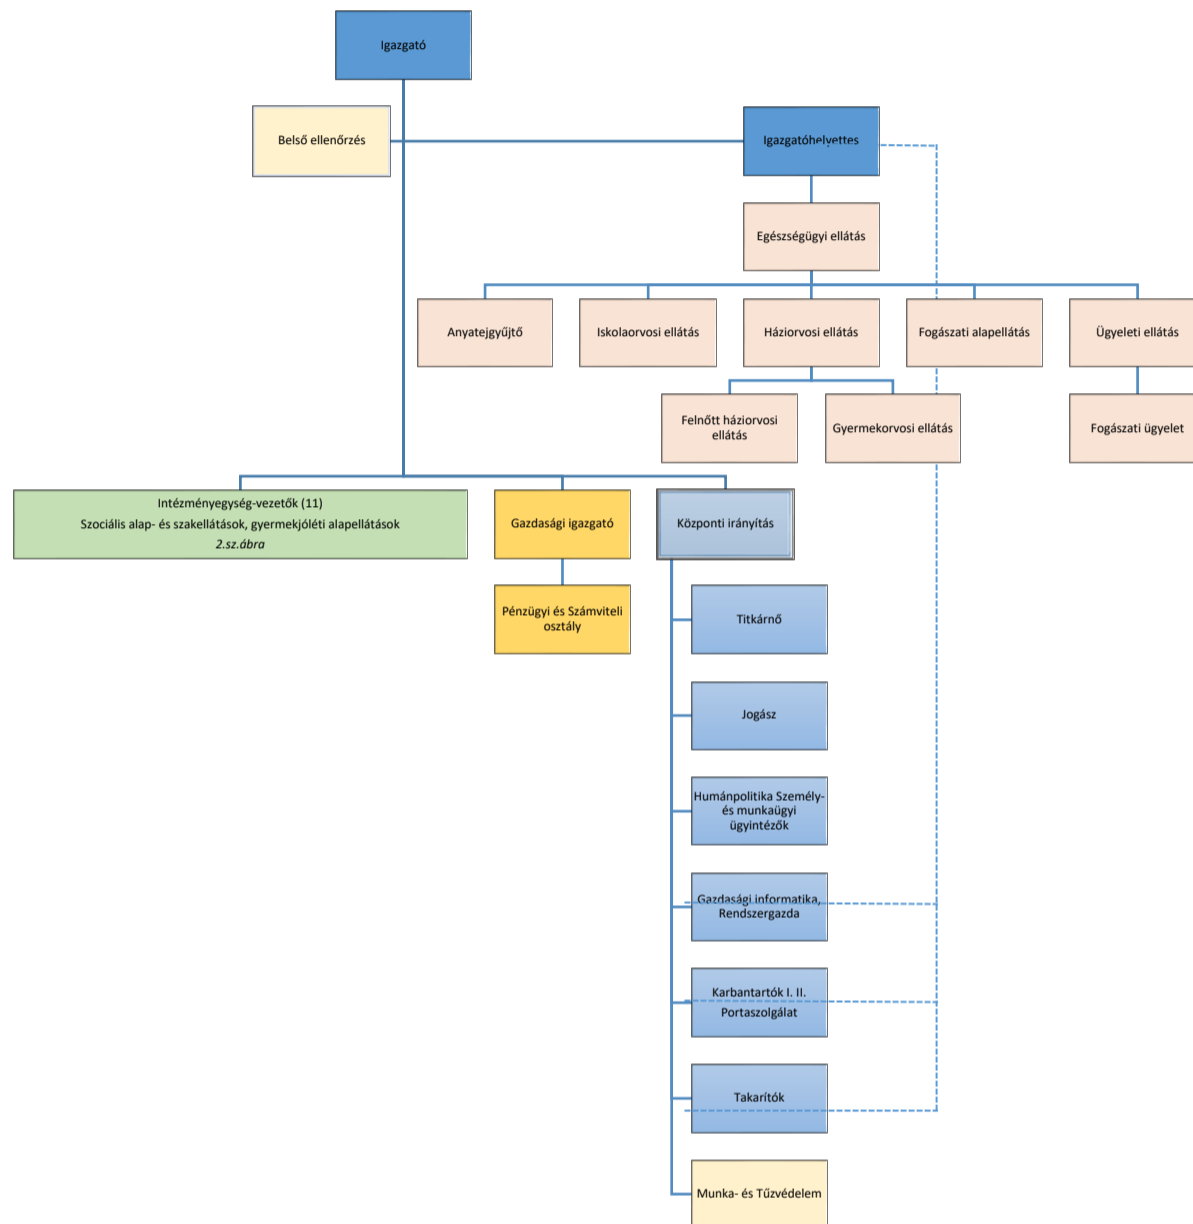 Igazgató
Belső ellenőrzés
Igazgatóhelyettes
Egészségügyi ellátás
Anyatejgyűjtő
Iskolaorvosi ellátás
Háziorvosi ellátás
Fogászati alapellátás
Ügyeleti ellátás
Felnőtt háziorvosi
ellátás
Gyermekorvosi ellátás
Fogászati ügyelet
Intézményegység-vezetők (11)
Szociális alap- és szakellátások, gyermekjóléti alapellátások
2.sz.ábra
Gazdasági igazgató
Központi irányítás
Pénzügyi és Számviteli
osztály
Titkárnő
Jogász
Humánpolitika Személy-
és munkaügyi
ügyintézők
Gazdasági informatika,
Rendszergazda
Karbantartók I. II.
Portaszolgálat
Takarítók
Munka- és Tűzvédelem